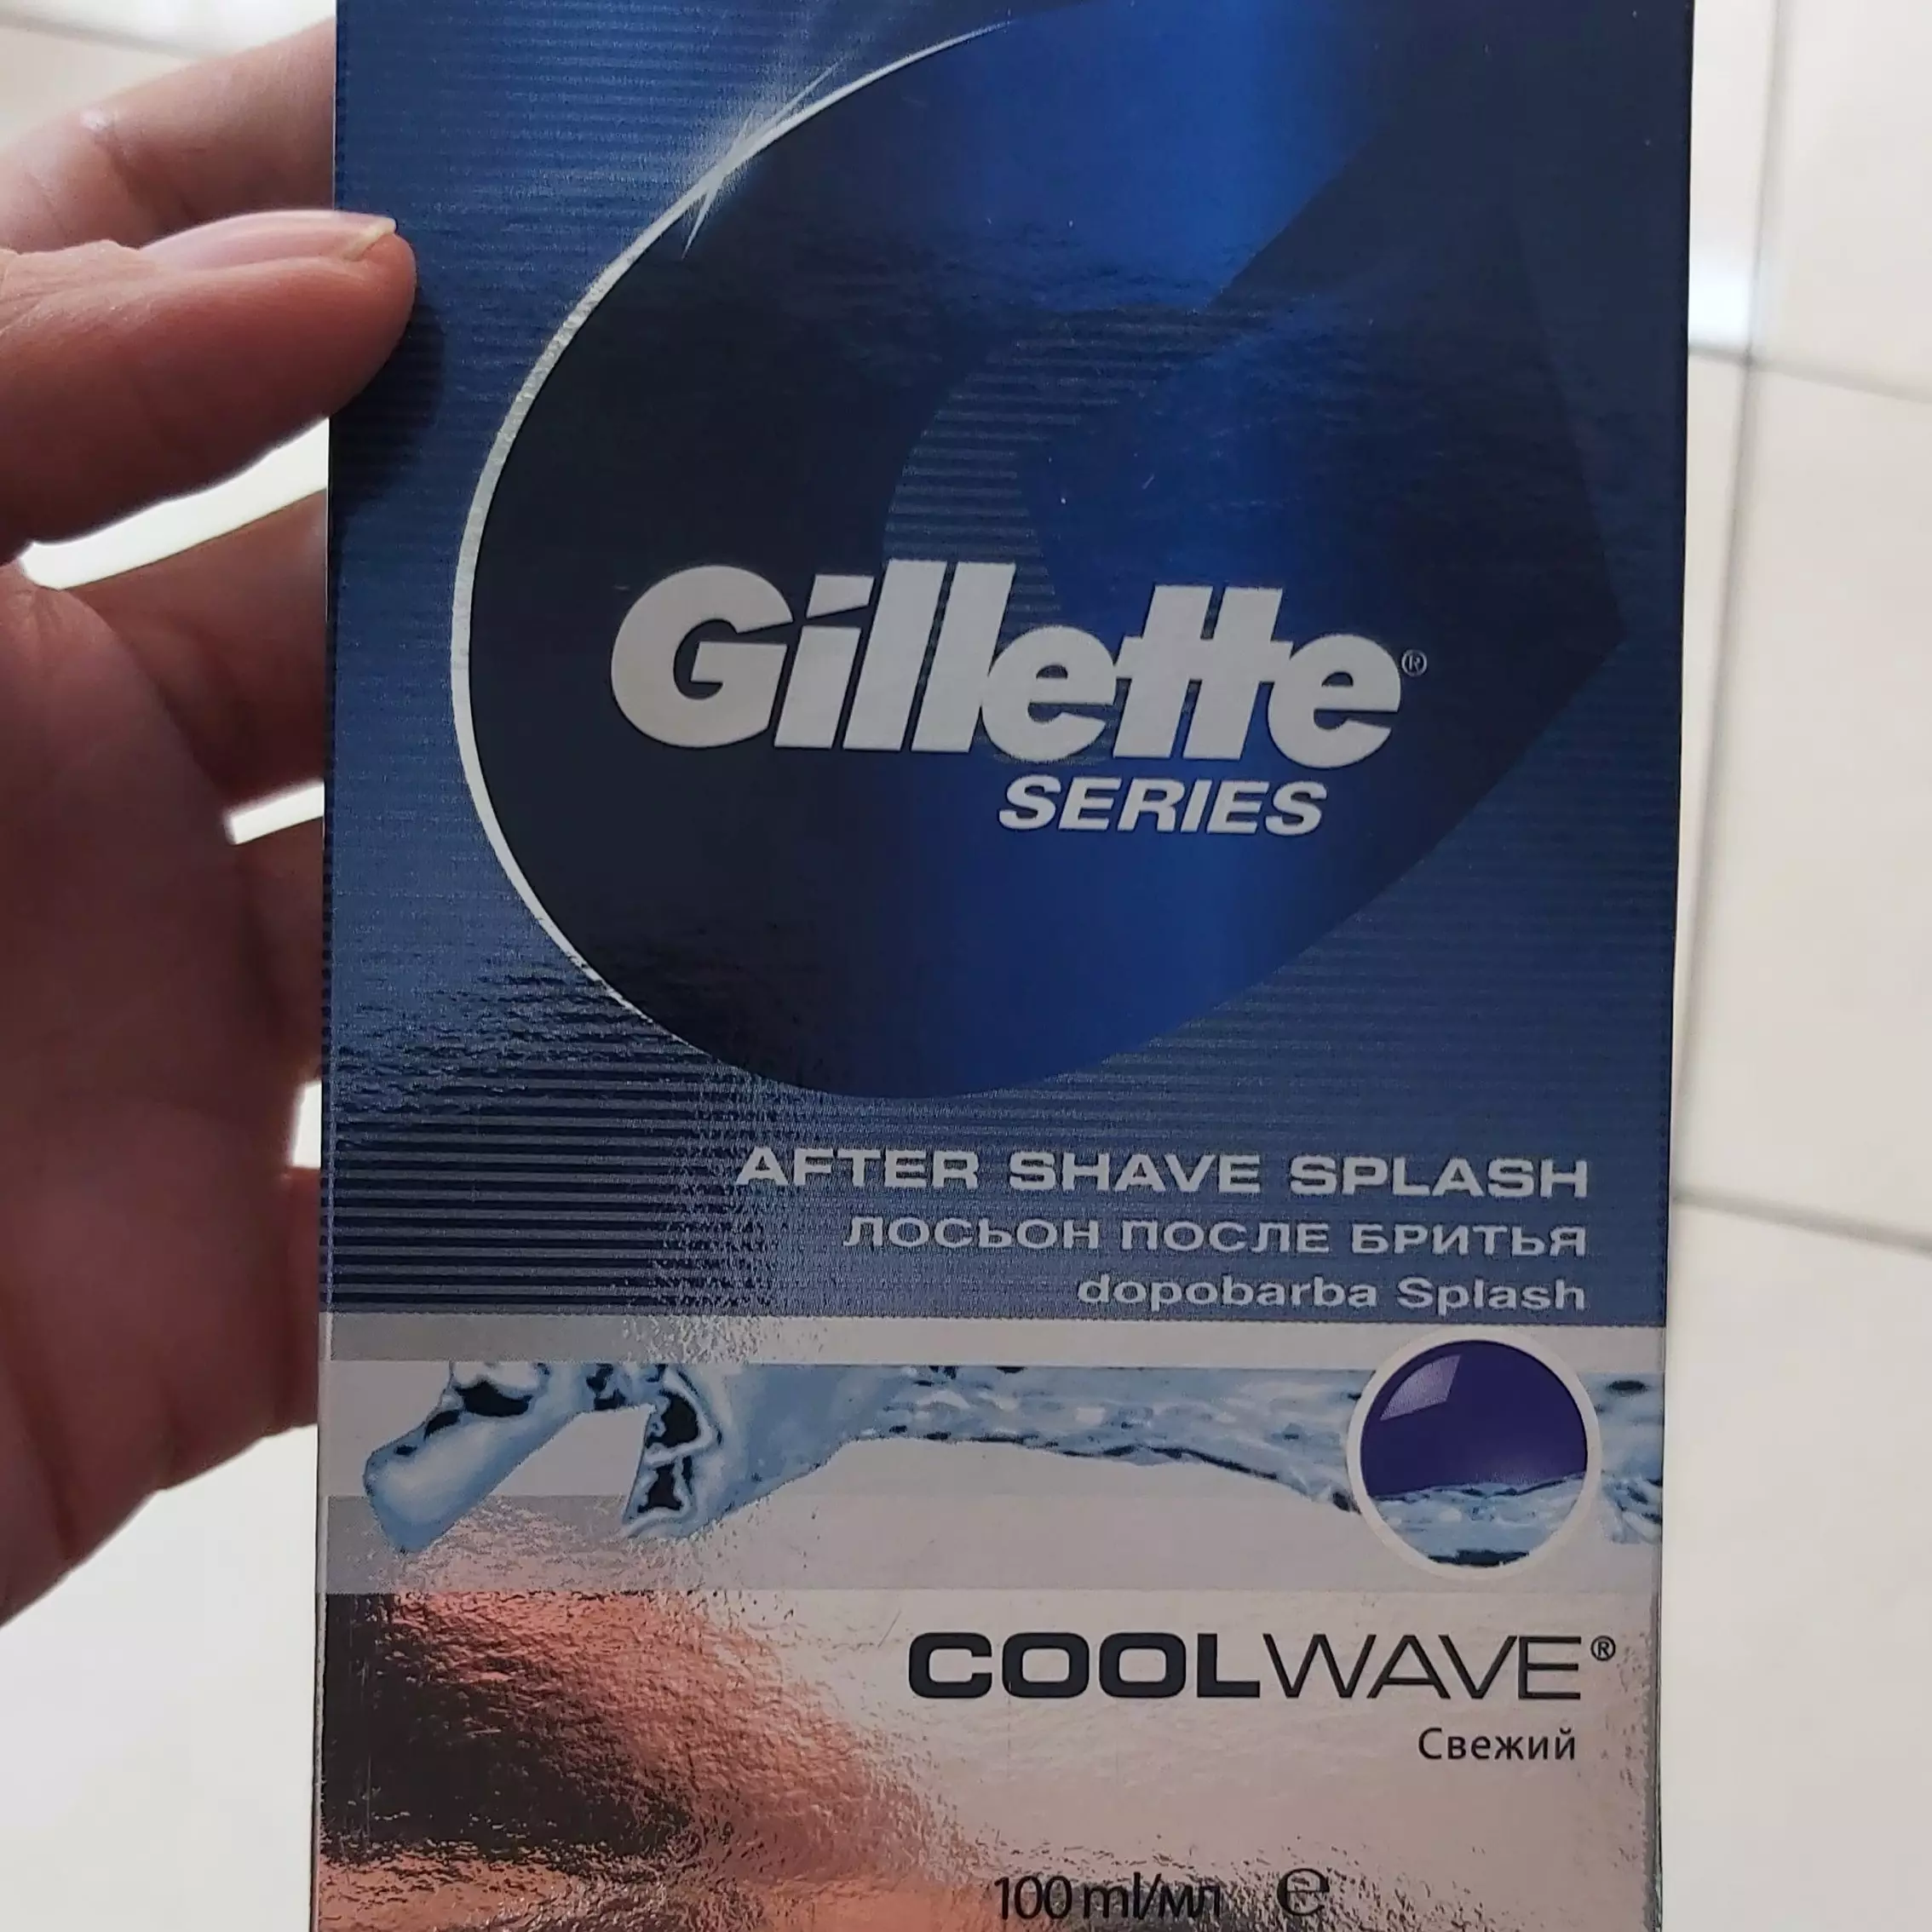 Gillette®
SERIES
AFTER SHAVE SPLASH
ЛОСЬОН ПОСЛЕ БРИТЬЯ
dopobarba Splash
COOLWAVE®
Свежий
100 ml/мл ℮